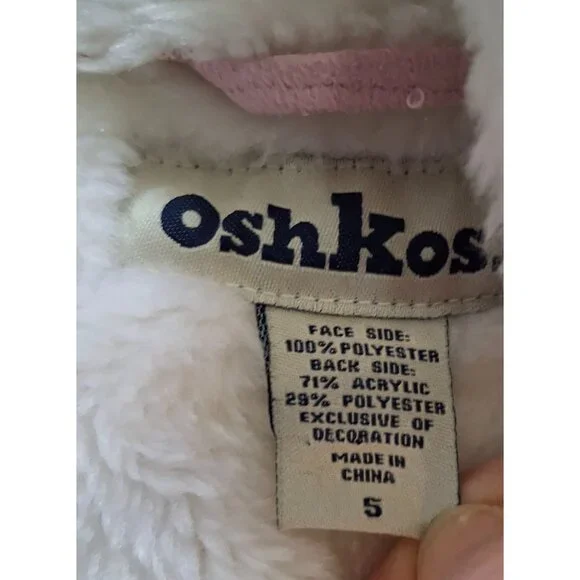 OshKos
FACE SIDE:
100% POLYESTER
BACK SIDE:
71% ACRYLIC
29% POLYESTER
EXCLUSIVE OF
DECORATION
MADE IN
CHINA
5